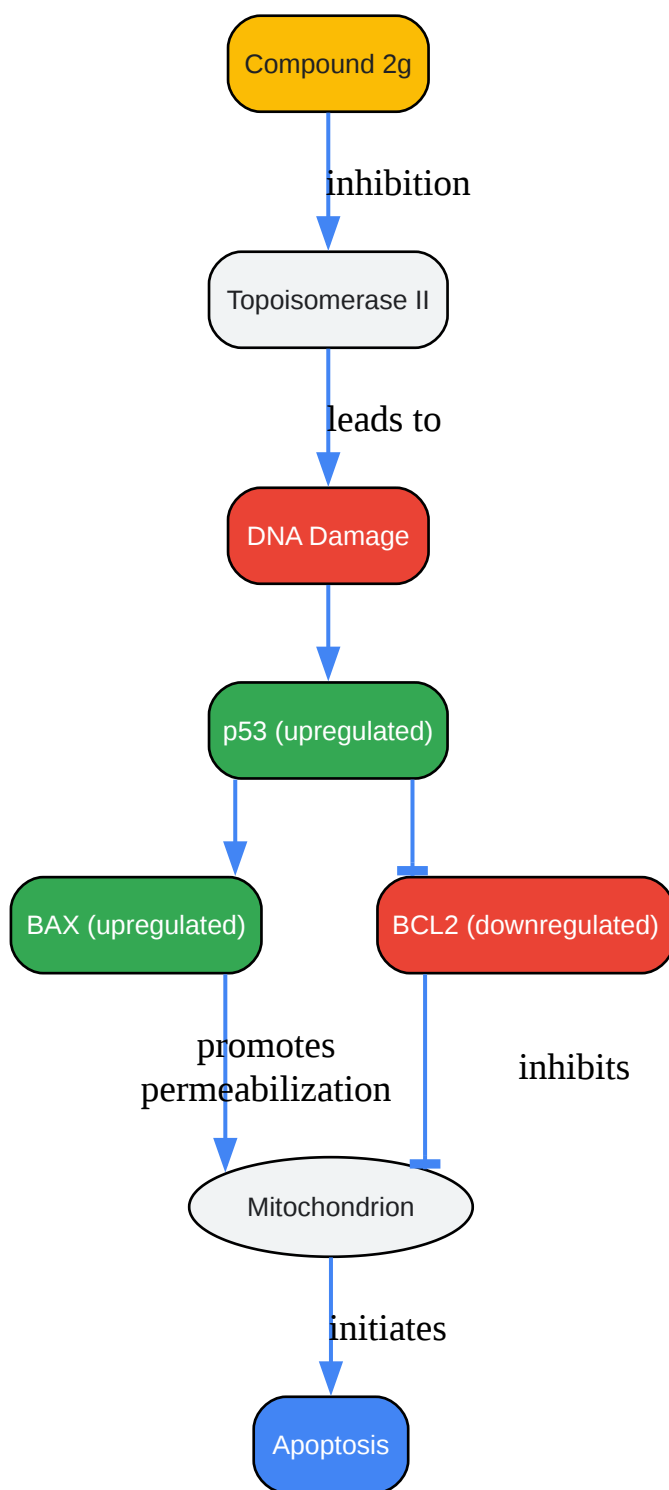 Compound 2g
inhibition
Topoisomerase II
leads to
DNA Damage
p53 (upregulated)
BAX (upregulated)
BCL2 (downregulated)
promotes
permeabilization
inhibits
Mitochondrion
initiates
Apoptosis